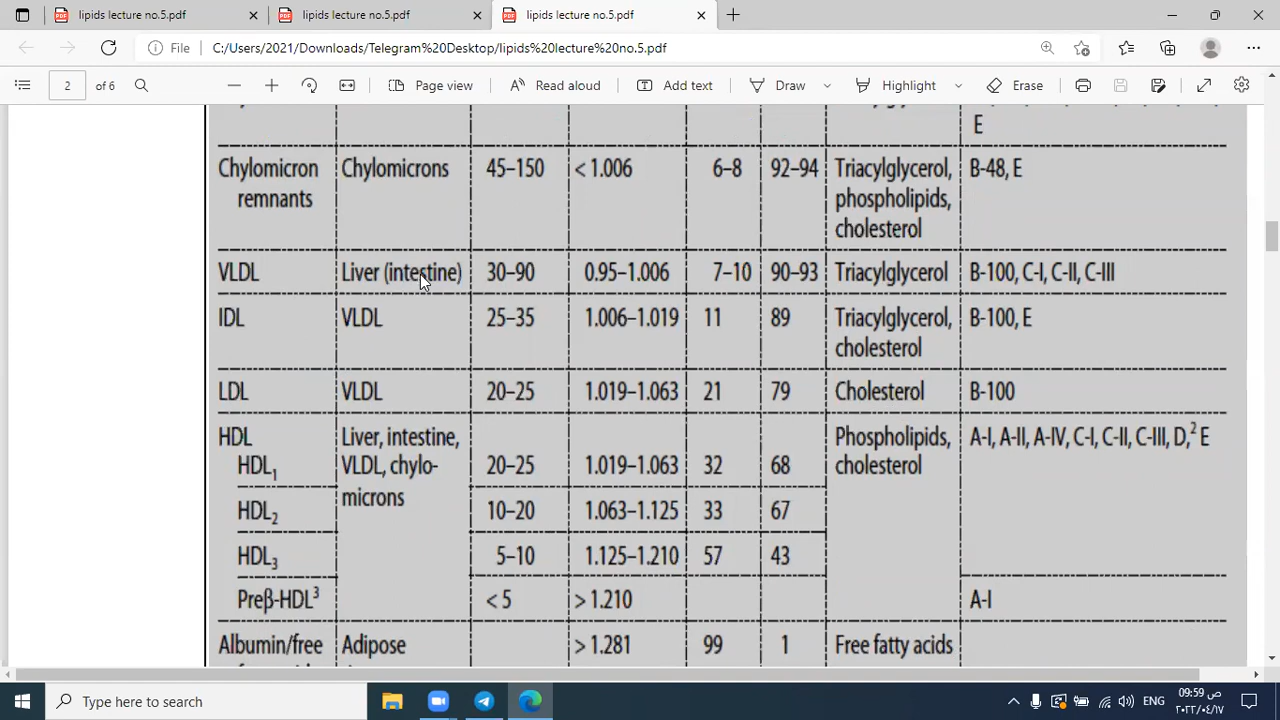 lipids lecture no.5.pdf
lipids lecture no.5.pdf
lipids lecture no.5.pdf
File C:/Users/2021/Downloads/Telegram%20Desktop/lipids%20lecture%20no.5.pdf
2 of 6 Page view Read aloud Add text Draw Highlight Erase
E
Chylomicron Chylomicrons 45–150 < 1.006 6–8 92–94 Triacylglycerol, B-48, E
remnants phospholipids,
cholesterol
VLDL Liver (intestine) 30–90 0.95–1.006 7–10 90–93 Triacylglycerol B-100, C-I, C-II, C-III
IDL VLDL 25–35 1.006–1.019 11 89 Triacylglycerol, B-100, E
cholesterol
LDL VLDL 20–25 1.019–1.063 21 79 Cholesterol B-100
HDL Liver, intestine, Phospholipids, A-I, A-II, A-IV, C-I, C-II, C-III, D,² E
HDL₁ VLDL, chylo- 20–25 1.019–1.063 32 68 cholesterol
microns
HDL₂ 10–20 1.063–1.125 33 67
HDL₃ 5–10 1.125–1.210 57 43
Preβ-HDL³ < 5 > 1.210 A-I
Albumin/free Adipose > 1.281 99 1 Free fatty acids
Type here to search
ENG
09:59 ص
٢٠٢٢/٠٤/١٧